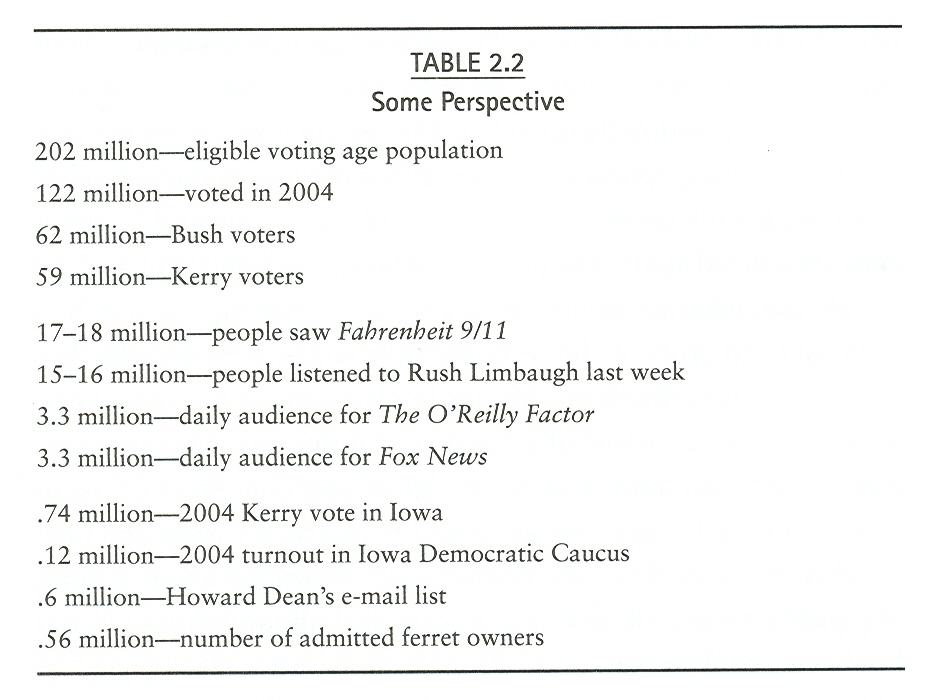 TABLE 2.2
Some Perspective
202 million—eligible voting age population
122 million—voted in 2004
62 million—Bush voters
59 million—Kerry voters
17–18 million—people saw Fahrenheit 9/11
15–16 million—people listened to Rush Limbaugh last week
3.3 million—daily audience for The O'Reilly Factor
3.3 million—daily audience for Fox News
.74 million—2004 Kerry vote in Iowa
.12 million—2004 turnout in Iowa Democratic Caucus
.6 million—Howard Dean's e-mail list
.56 million—number of admitted ferret owners